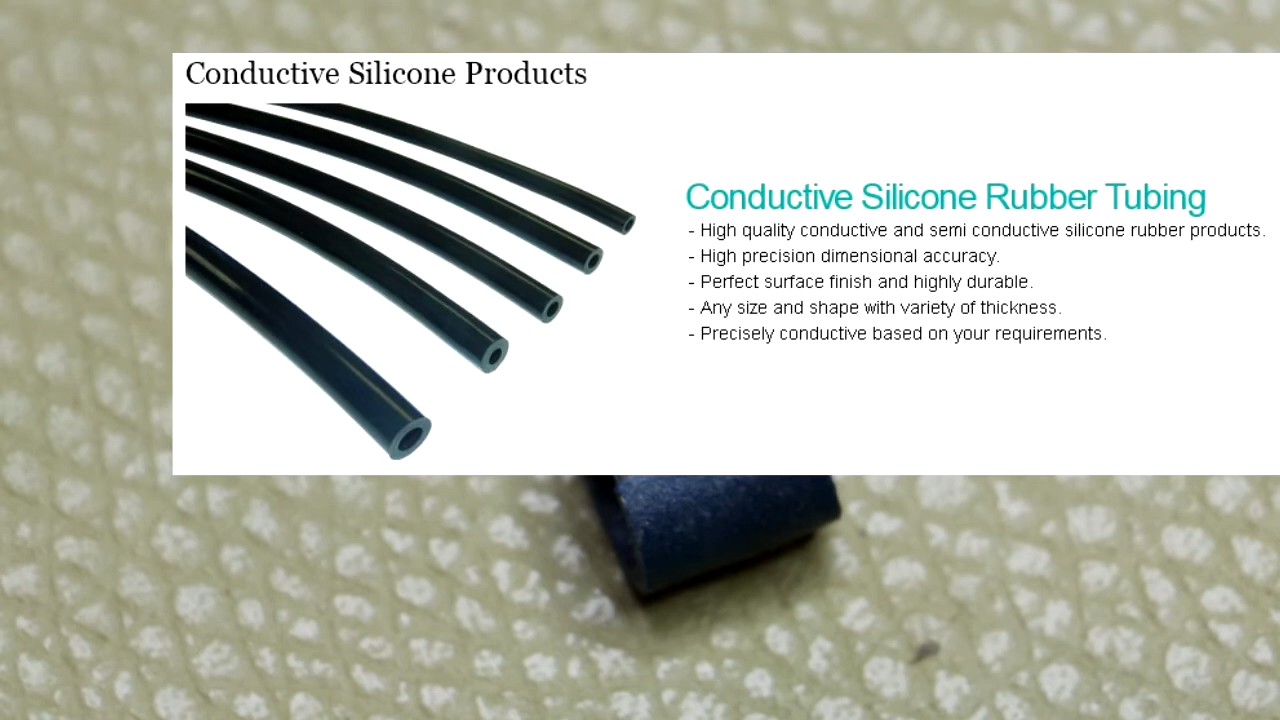 Conductive Silicone Products
Conductive Silicone Rubber Tubing
- High quality conductive and semi conductive silicone rubber products.
- High precision dimensional accuracy.
- Perfect surface finish and highly durable.
- Any size and shape with variety of thickness.
- Precisely conductive based on your requirements.